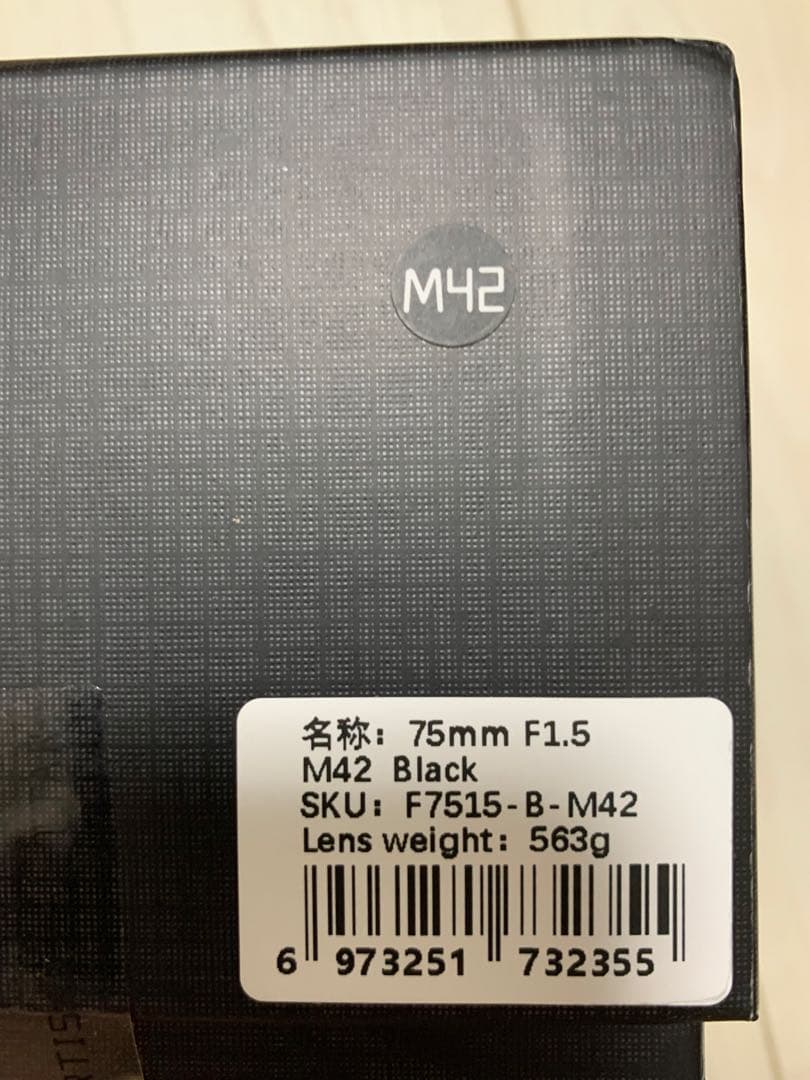 M42
名称：75mm F1.5
M42 Black
SKU：F7515-B-M42
Lens weight：563g
6 973251 732355